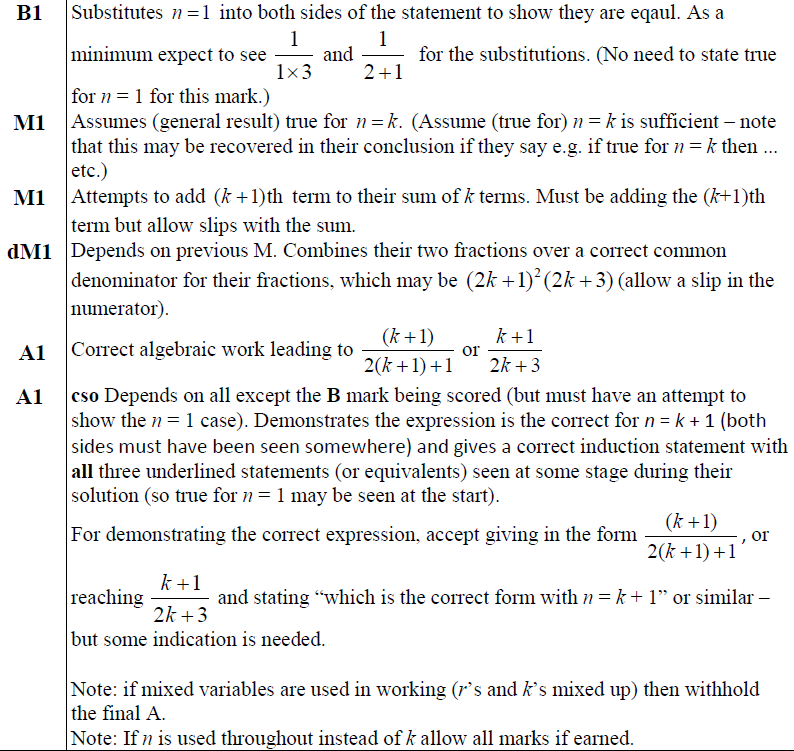 B1 Substitutes n = 1 into both sides of the statement to show they are eqaul. As a
minimum expect to see 1/(1×3) and 1/(2+1) for the substitutions. (No need to state true
for n = 1 for this mark.)
M1 Assumes (general result) true for n = k. (Assume (true for) n = k is sufficient – note
that this may be recovered in their conclusion if they say e.g. if true for n = k then ...
etc.)
M1 Attempts to add (k + 1)th term to their sum of k terms. Must be adding the (k+1)th
term but allow slips with the sum.
dM1 Depends on previous M. Combines their two fractions over a correct common
denominator for their fractions, which may be (2k + 1)²(2k + 3) (allow a slip in the
numerator).
A1 Correct algebraic work leading to (k + 1)/(2(k + 1) + 1) or (k + 1)/(2k + 3)
A1 cso Depends on all except the B mark being scored (but must have an attempt to
show the n = 1 case). Demonstrates the expression is the correct for n = k + 1 (both
sides must have been seen somewhere) and gives a correct induction statement with
all three underlined statements (or equivalents) seen at some stage during their
solution (so true for n = 1 may be seen at the start).
For demonstrating the correct expression, accept giving in the form (k + 1)/(2(k + 1) + 1), or
reaching (k + 1)/(2k + 3) and stating “which is the correct form with n = k + 1” or similar –
but some indication is needed.
Note: if mixed variables are used in working (r’s and k’s mixed up) then withhold
the final A.
Note: If n is used throughout instead of k allow all marks if earned.